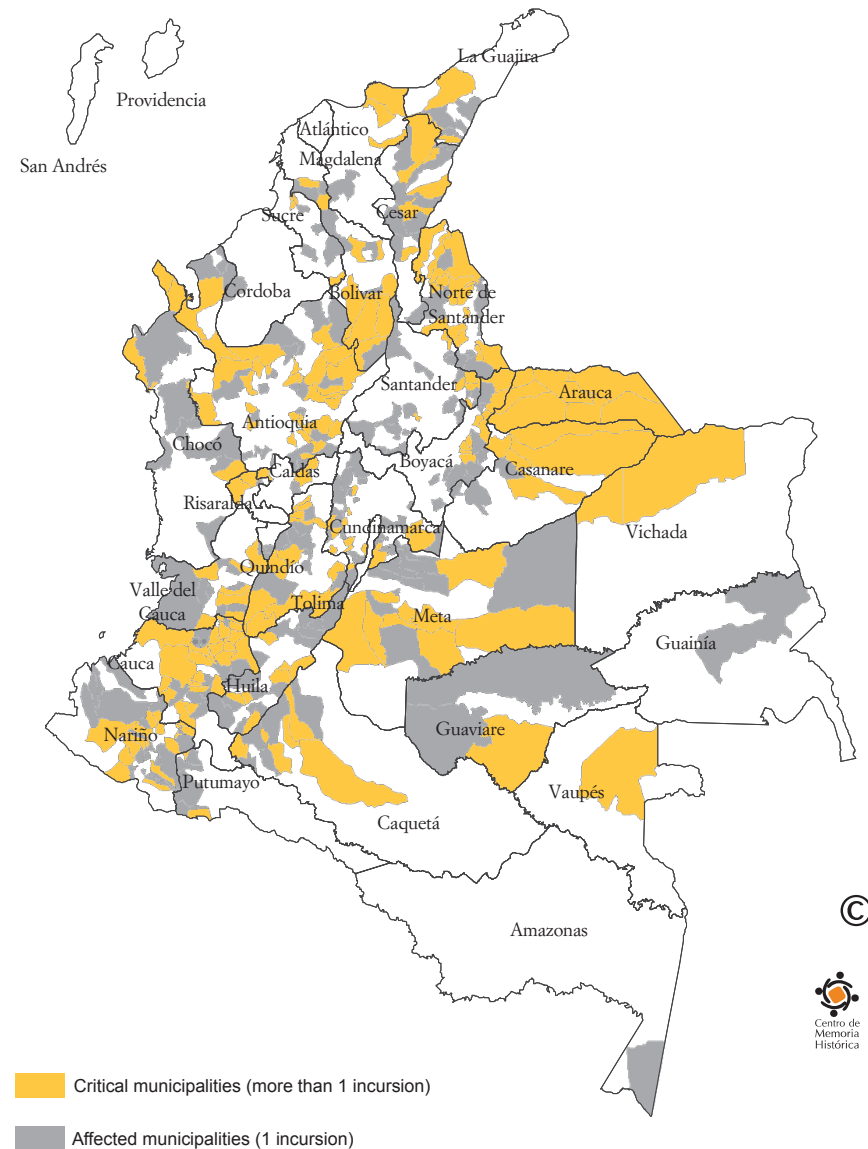 La Guajira
Providencia
Atlántico
San Andrés
Magdalena
Sucre
Cesar
Cordoba
Bolívar
Norte de
Santander
Santander
Arauca
Antioquia
Chocó
Boyacá
Caldas
Casanare
Risaralda
Cundinamarca
Vichada
Quindío
Valle del
Cauca
Tolima
Meta
Guainía
Cauca
Huila
Guaviare
Nariño
Putumayo
Vaupés
Caquetá
©
Amazonas
Centro de
Memoria
Histórica
Critical municipalities (more than 1 incursion)
Affected municipalities (1 incursion)